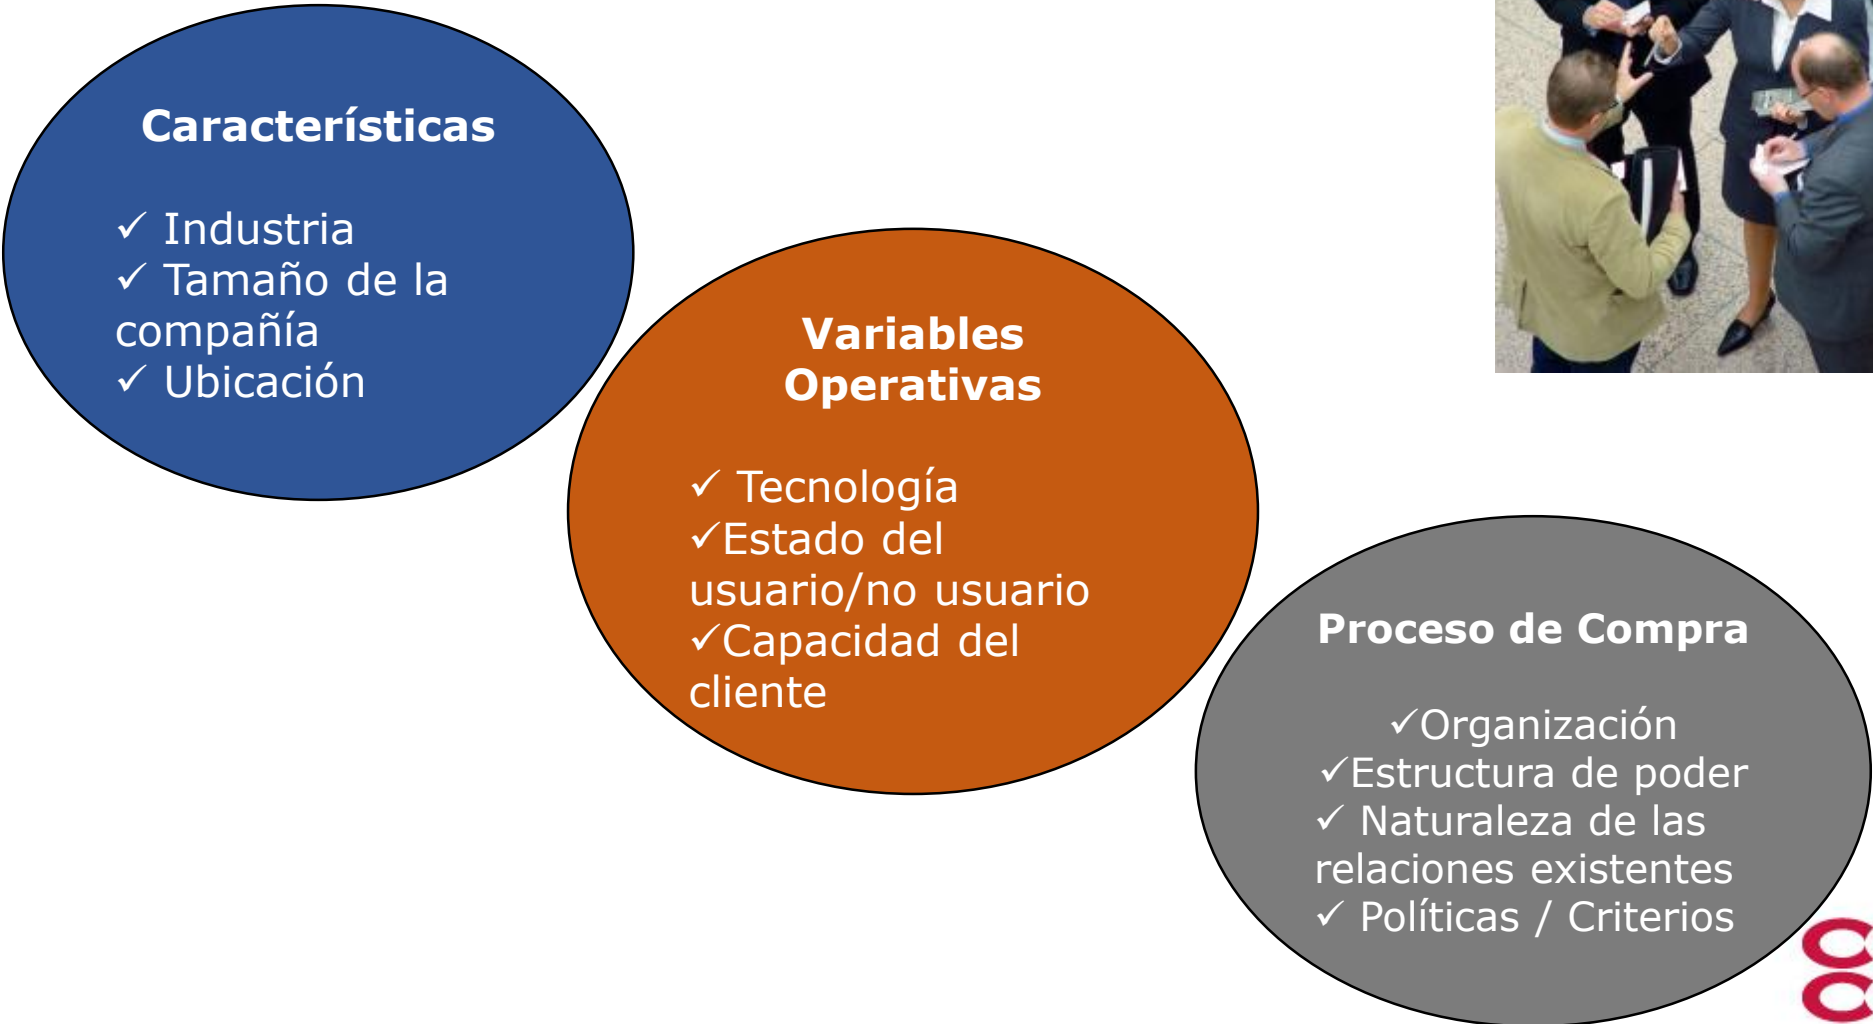 Características
✓ Industria
✓ Tamaño de la
compañía
✓ Ubicación
Variables
Operativas
✓ Tecnología
✓Estado del
usuario/no usuario
✓Capacidad del
cliente
Proceso de Compra
✓Organización
✓Estructura de poder
✓ Naturaleza de las
relaciones existentes
✓ Políticas / Criterios